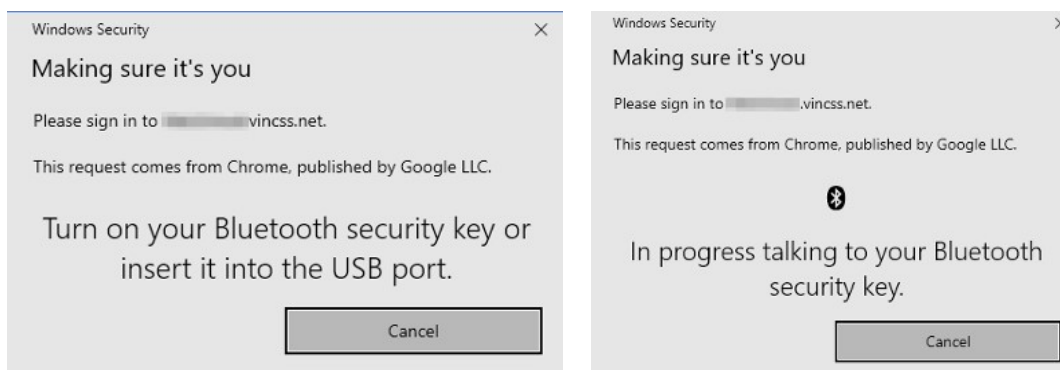 Windows Security
Making sure it's you
Please sign in to vincss.net.
This request comes from Chrome, published by Google LLC.
Turn on your Bluetooth security key or
insert it into the USB port.
Cancel
Windows Security
Making sure it's you
Please sign in to .vincss.net.
This request comes from Chrome, published by Google LLC.
In progress talking to your Bluetooth
security key.
Cancel